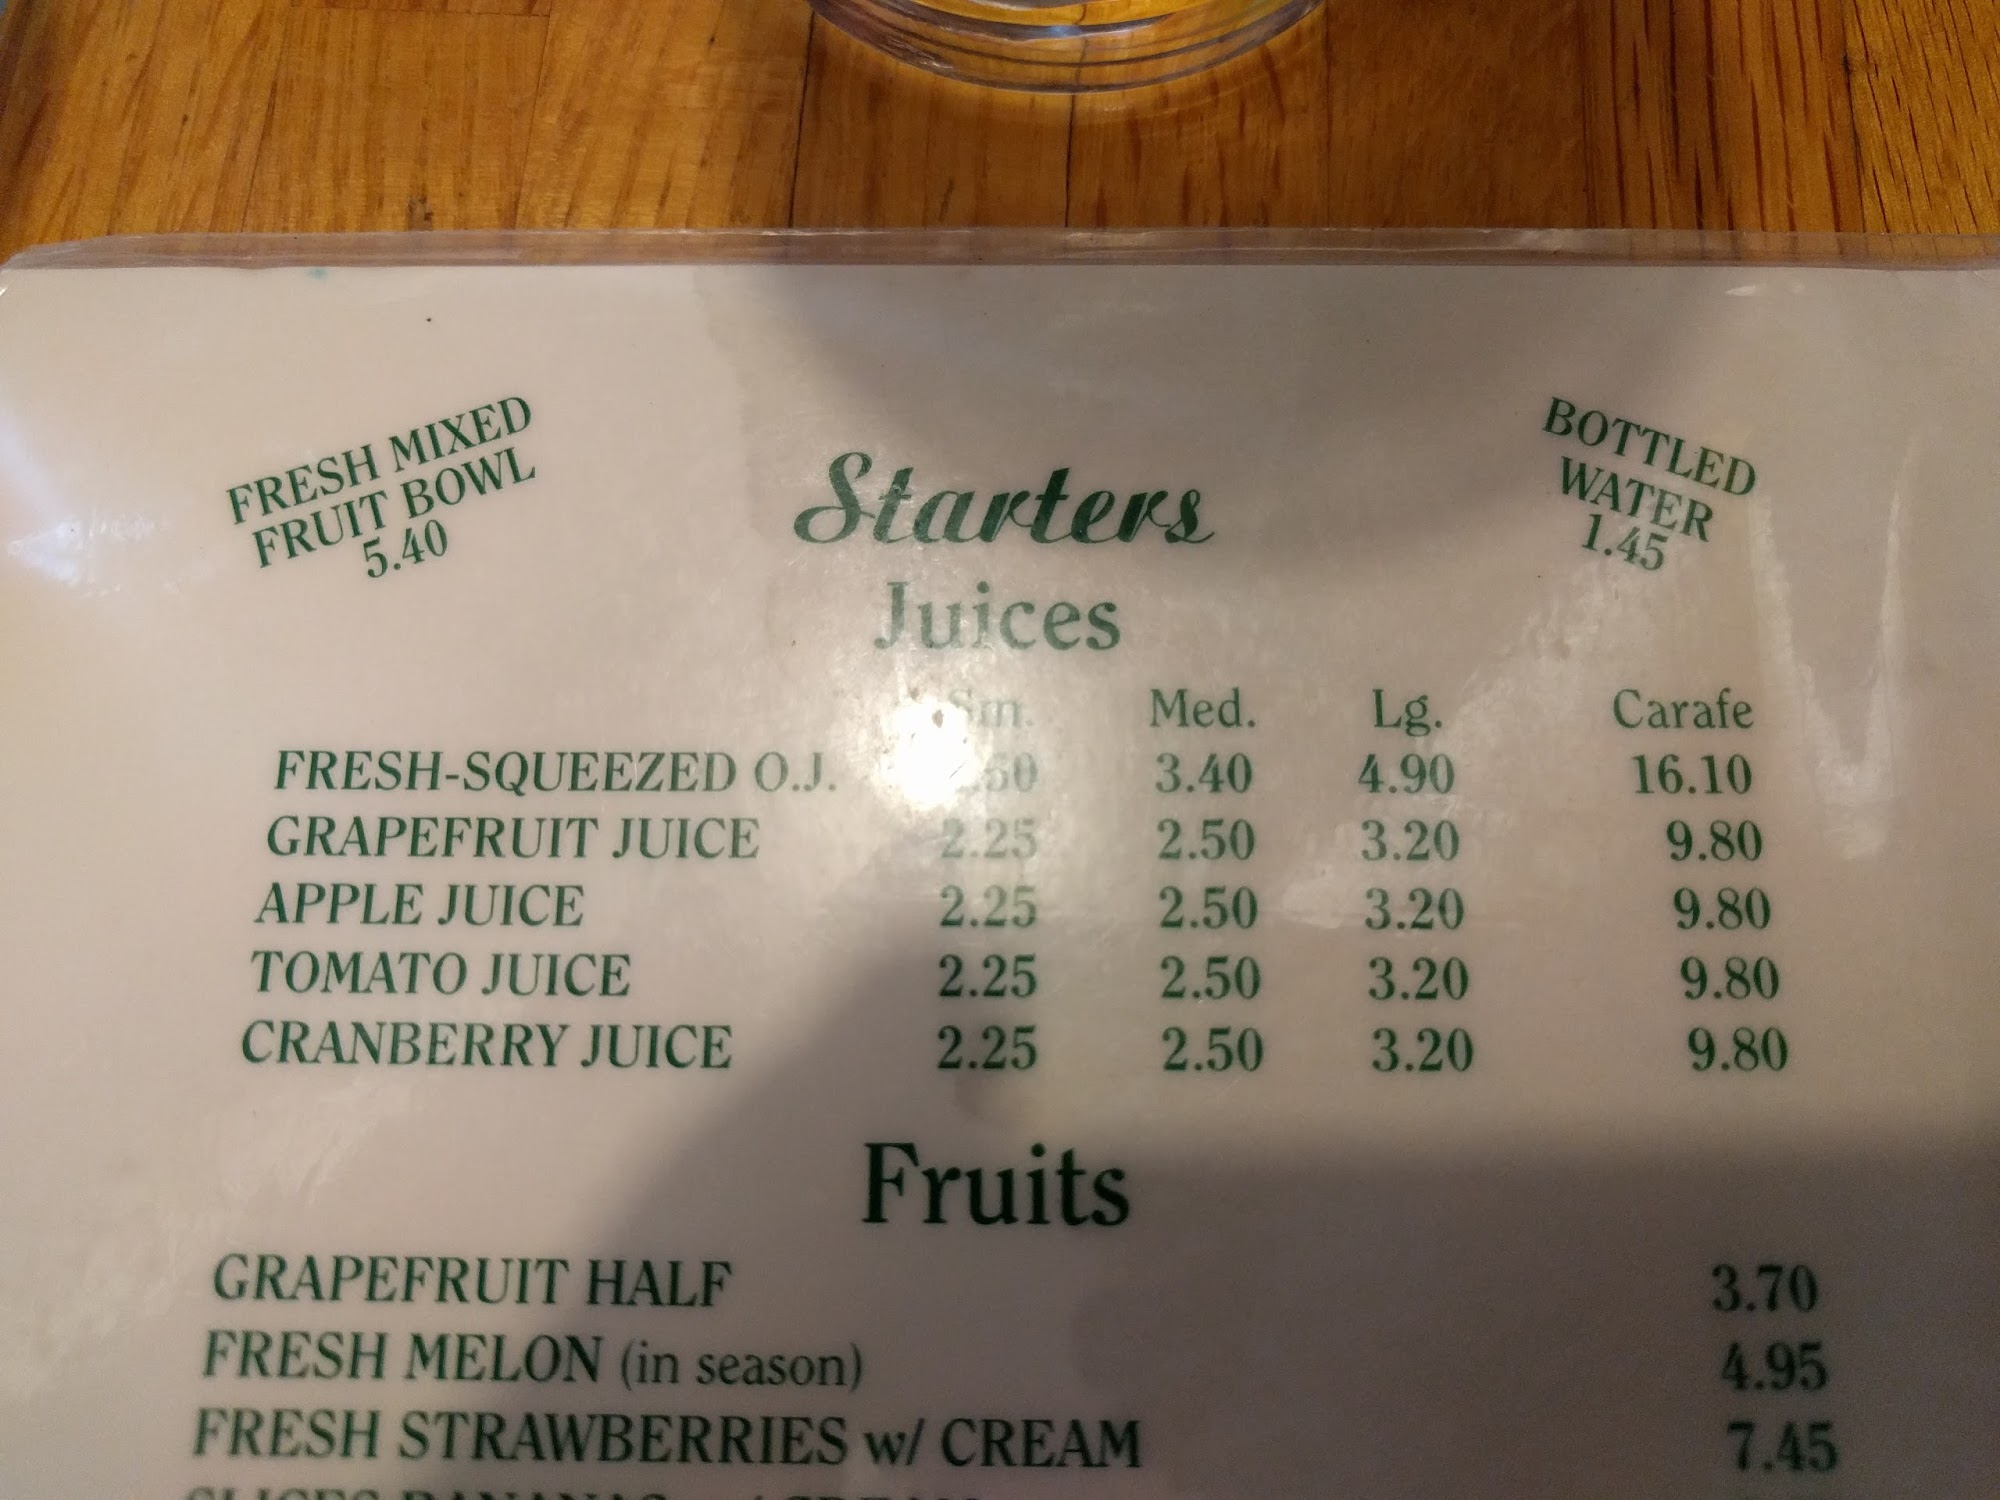 FRESH MIXED
FRUIT BOWL
5.40
Starters
BOTTLED
WATER
1.45
Juices
Sm. Med. Lg. Carafe
FRESH-SQUEEZED O.J. 3.40 4.90 16.10
GRAPEFRUIT JUICE 2.25 2.50 3.20 9.80
APPLE JUICE 2.25 2.50 3.20 9.80
TOMATO JUICE 2.25 2.50 3.20 9.80
CRANBERRY JUICE 2.25 2.50 3.20 9.80
Fruits
GRAPEFRUIT HALF 3.70
FRESH MELON (in season) 4.95
FRESH STRAWBERRIES w/ CREAM 7.45